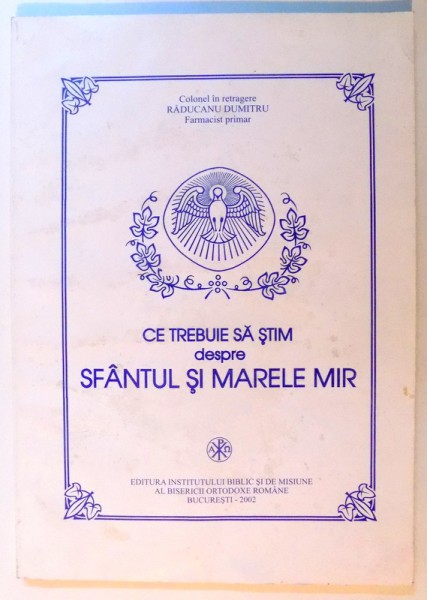 Colonel în retragere
RĂDUCANU DUMITRU
Farmacist primar
CE TREBUIE SĂ ŞTIM
despre
SFÂNTUL ŞI MARELE MIR
Α Ρ Ω
EDITURA INSTITUTULUI BIBLIC ŞI DE MISIUNE
AL BISERICII ORTODOXE ROMÂNE
BUCUREŞTI - 2002